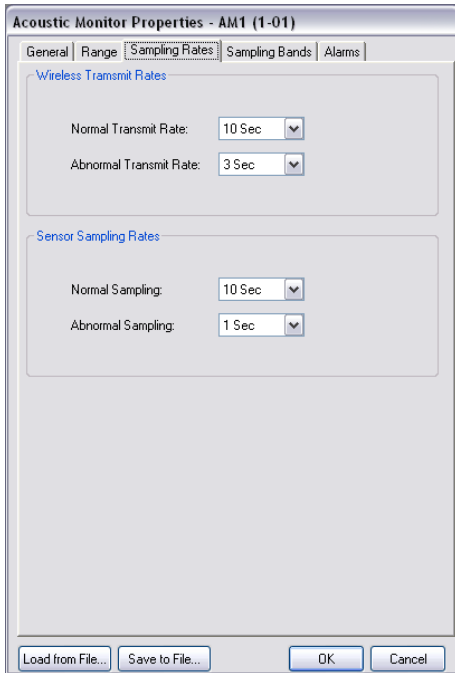 Acoustic Monitor Properties - AM1 (1-01)
General Range Sampling Rates Sampling Bands Alarms
Wireless Transmit Rates
Normal Transmit Rate: 10 Sec
Abnormal Transmit Rate: 3 Sec
Sensor Sampling Rates
Normal Sampling: 10 Sec
Abnormal Sampling: 1 Sec
Load from File... Save to File... OK Cancel